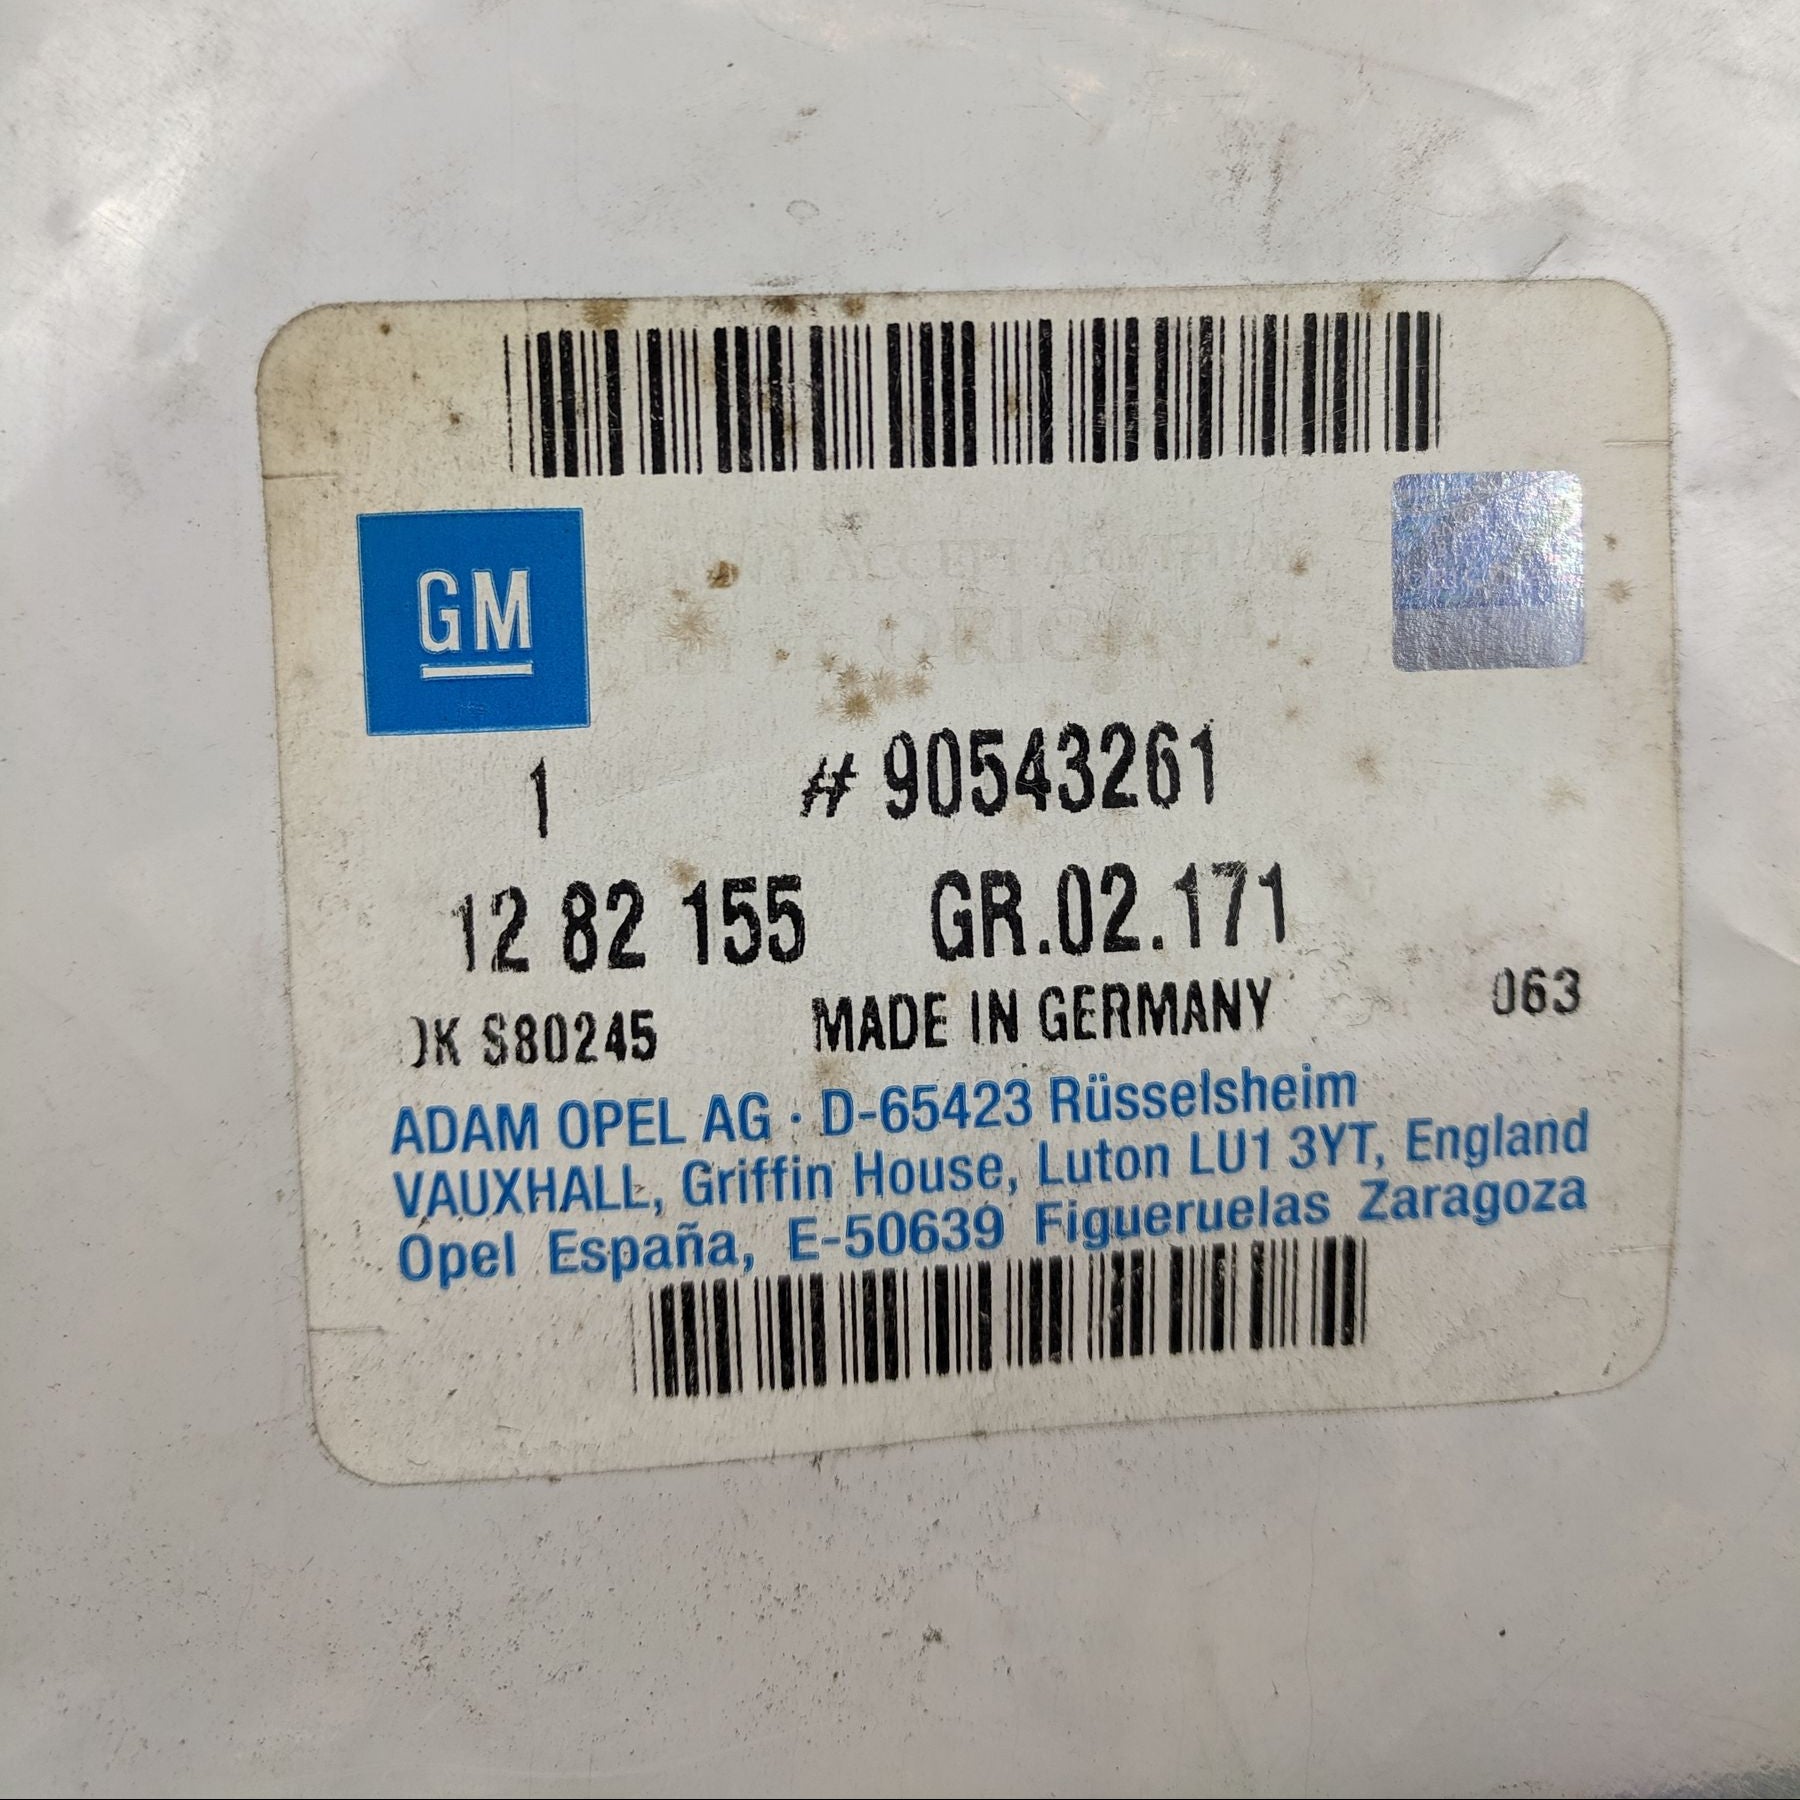 GM
1 # 90543261
12 82 155 GR.02.171
S80245 MADE IN GERMANY 063
ADAM OPEL AG · D-65423 Rüsselsheim
VAUXHALL, Griffin House, Luton LU1 3YT, England
Opel España, E-50639 Figueruelas Zaragoza